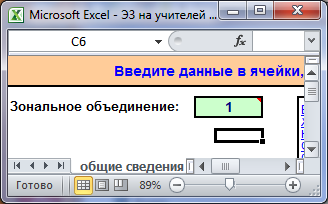 Microsoft Excel - ЭЗ на учителей ...
C6
fx
Введите данные в ячейки,
Зональное объединение:
1
общие сведения
Готово
89%